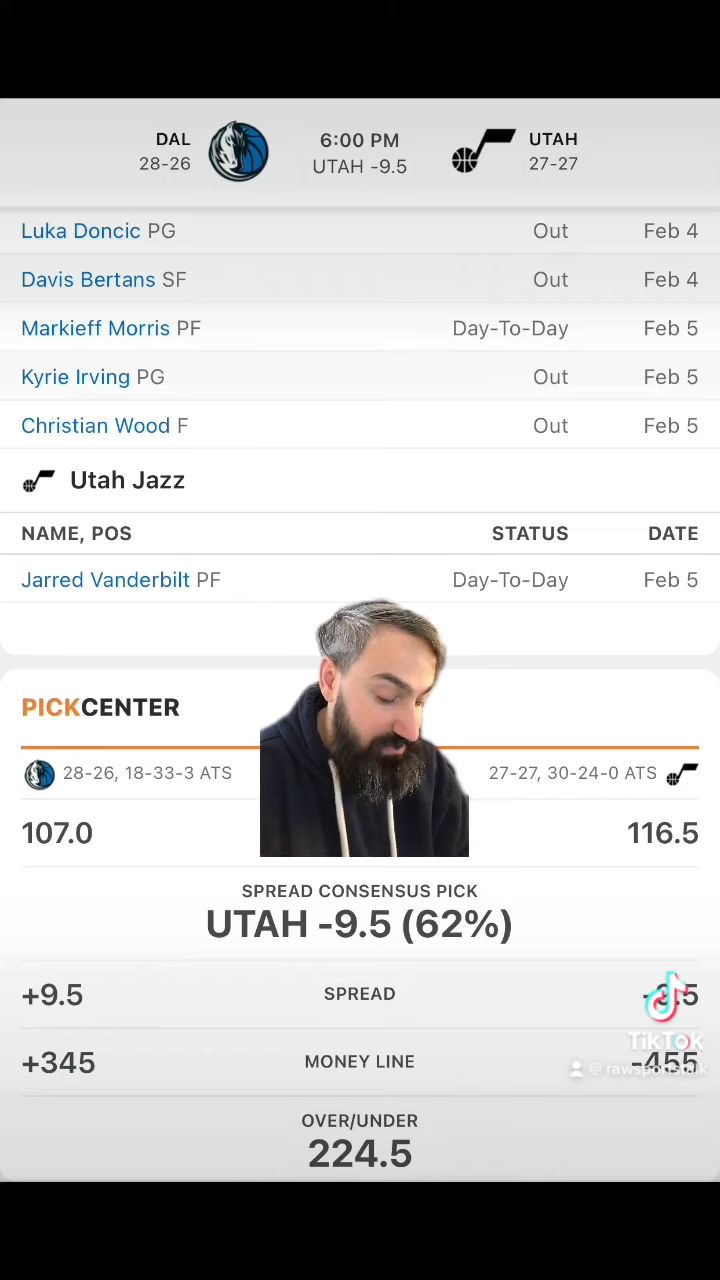 DAL 6:00 PM UTAH
28-26 UTAH -9.5 27-27
Luka Doncic PG Out Feb 4
Davis Bertans SF Out Feb 4
Markieff Morris PF Day-To-Day Feb 5
Kyrie Irving PG Out Feb 5
Christian Wood F Out Feb 5
Utah Jazz
NAME, POS STATUS DATE
Jarred Vanderbilt PF Day-To-Day Feb 5
PICKCENTER
28-26, 18-33-3 ATS 27-27, 30-24-0 ATS
107.0 116.5
SPREAD CONSENSUS PICK
UTAH -9.5 (62%)
+9.5 SPREAD -9.5
TikTok
+345 MONEY LINE -455
@rawsportstalk
OVER/UNDER
224.5